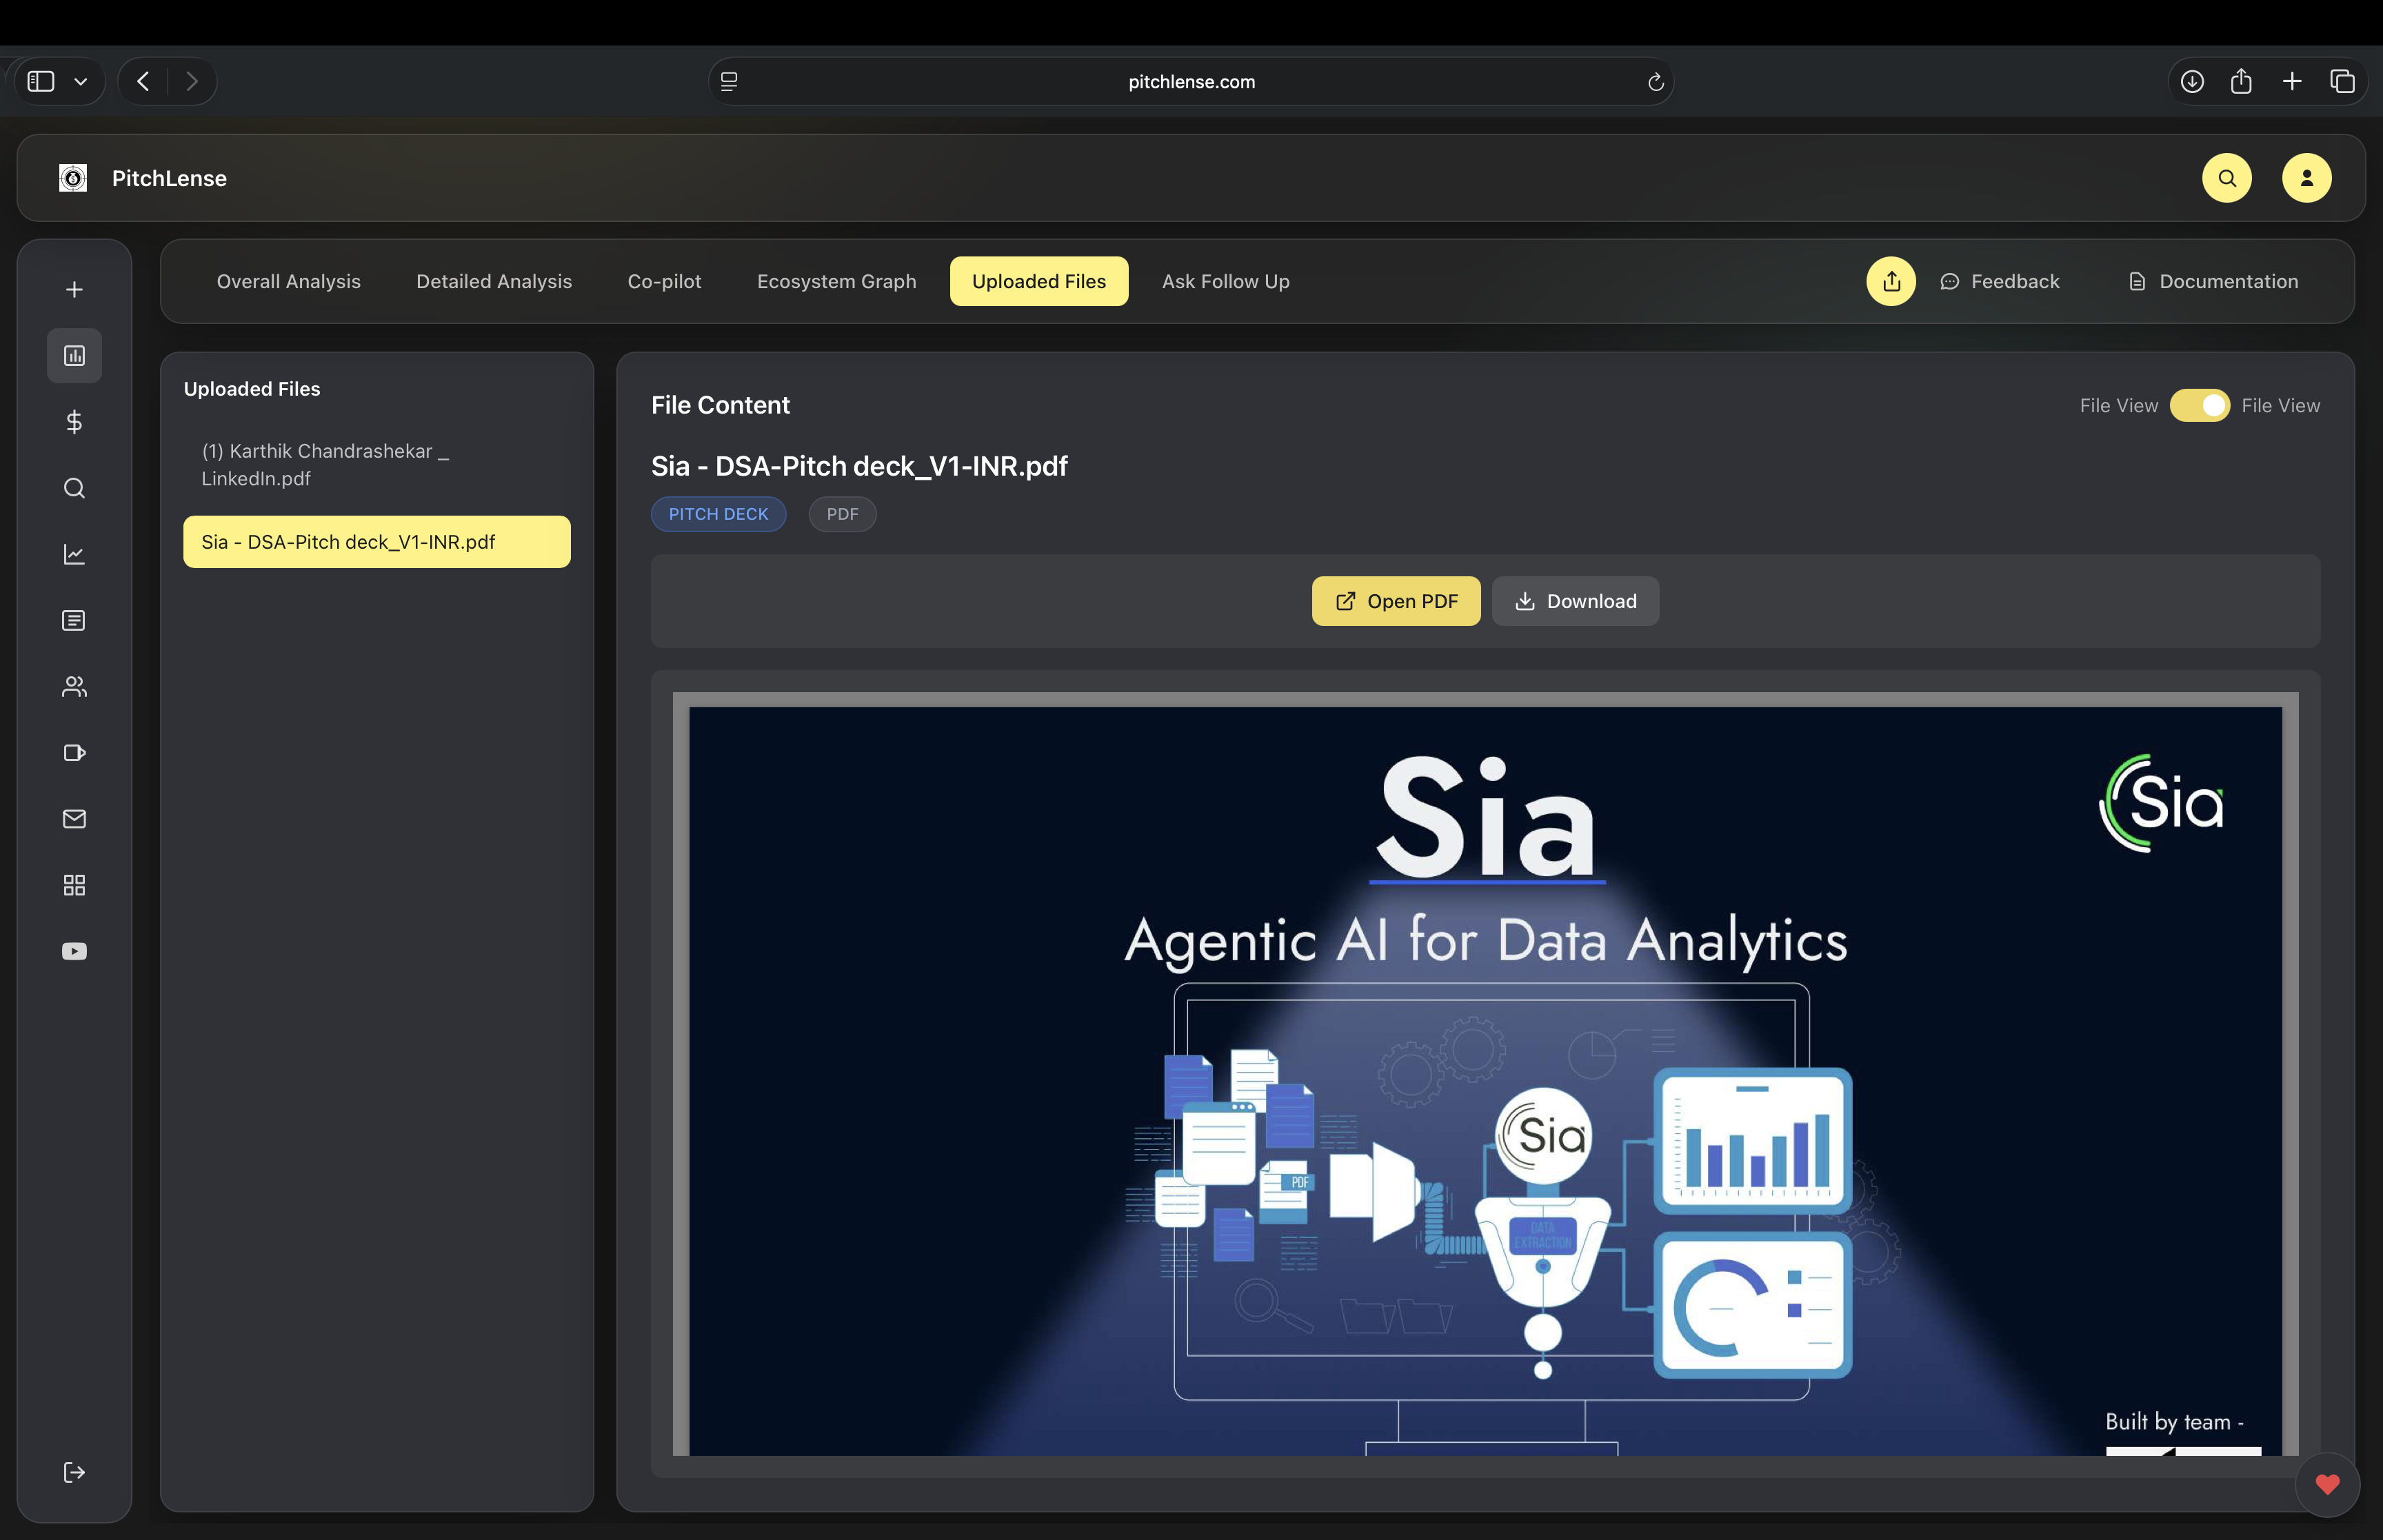 pitchlense.com
PitchLense
Overall Analysis
Detailed Analysis
Co-pilot
Ecosystem Graph
Uploaded Files
Ask Follow Up
Feedback
Documentation
Uploaded Files
(1) Karthik Chandrashekar _
LinkedIn.pdf
Sia - DSA-Pitch deck_V1-INR.pdf
File Content
File View
File View
Sia - DSA-Pitch deck_V1-INR.pdf
PITCH DECK
PDF
Open PDF
Download
Sia
Sia
Agentic AI for Data Analytics
Sia
PDF
DATA
EXTRACTION
Built by team -